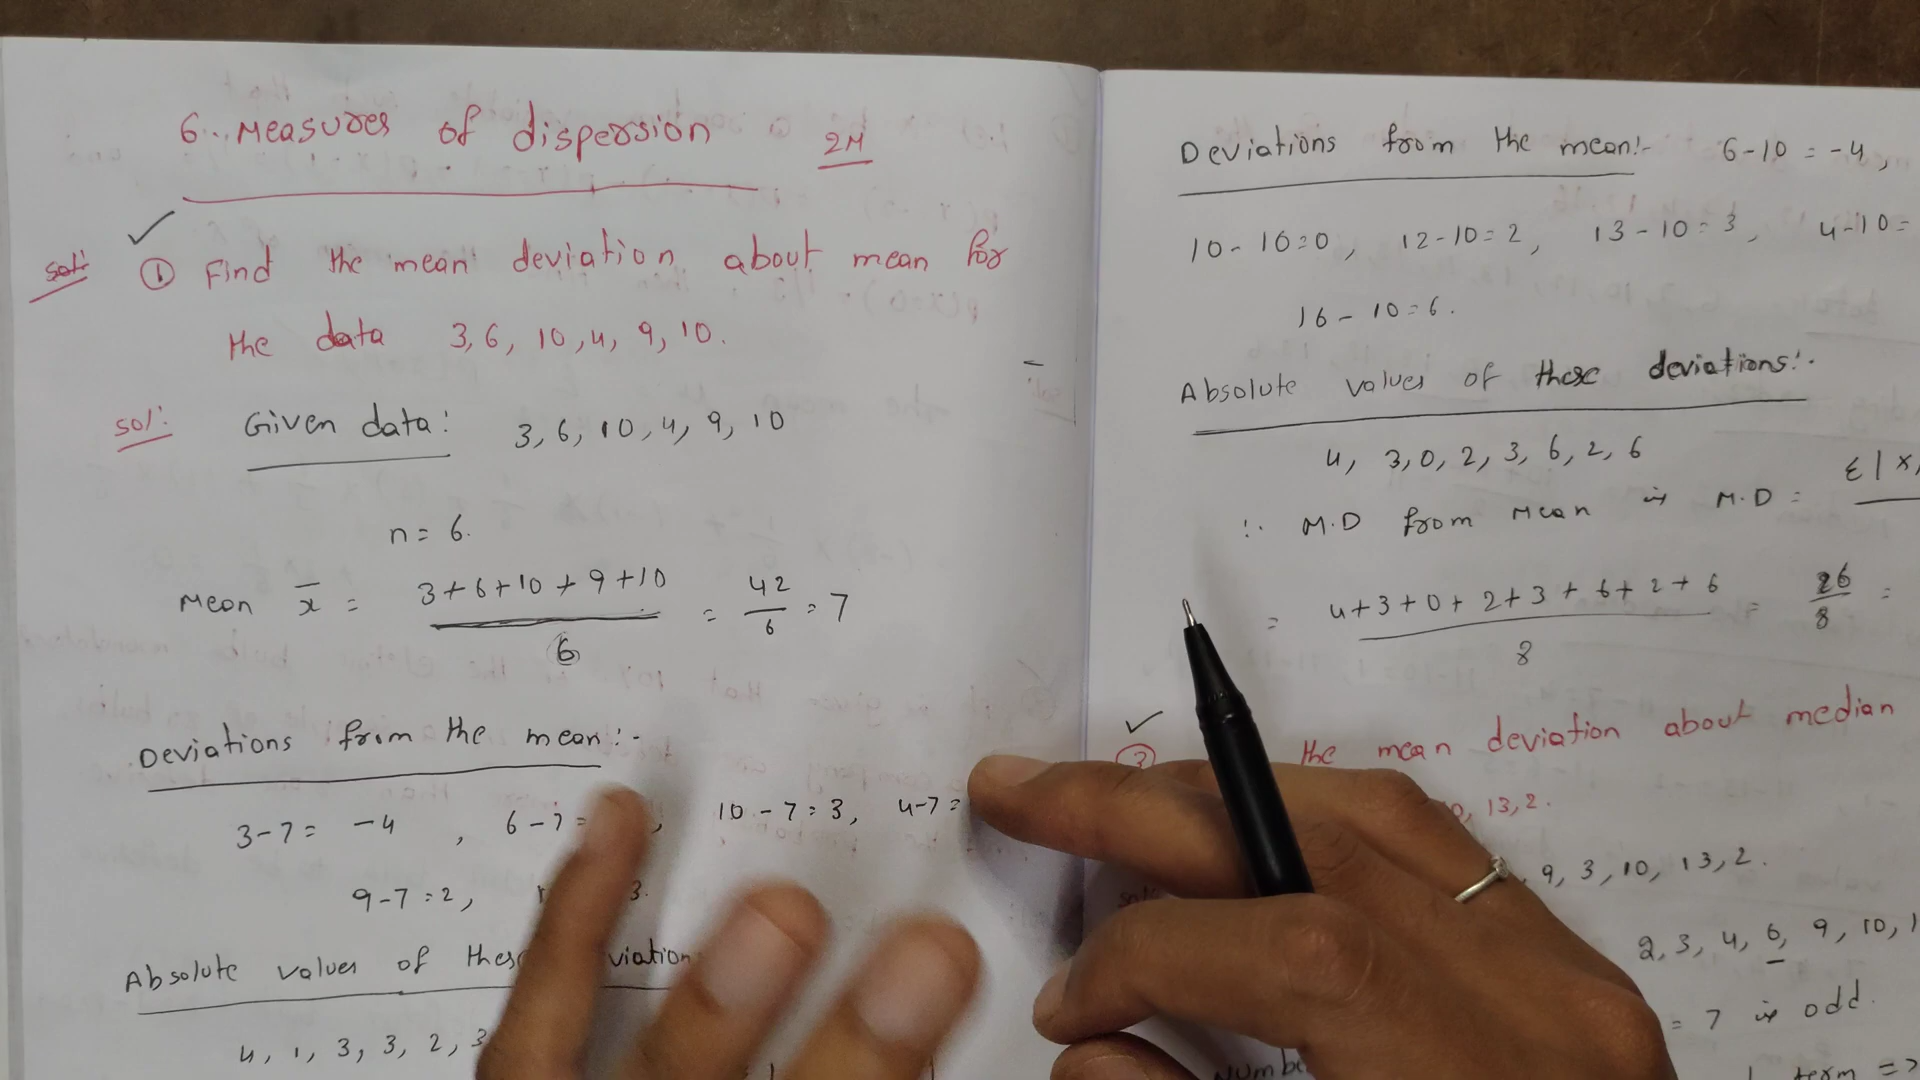 6. Measures of dispersion 2M
sol: ① Find the mean deviation about mean for
the data 3,6, 10,4, 9, 10.
sol: Given data: 3, 6, 10, 4, 9, 10
n = 6.
Mean x̄ = 3+6+10+9+10 / 6 = 42/6 = 7
Deviations from the mean:-
3-7 = -4 , 6-7= , 10-7=3, 4-7=
9-7=2, 3.
Absolute values of these
4, 1, 3, 3, 2, 3
Deviations from the mean:- 6-10 = -4,
10-10=0, 12-10=2, 13-10=3, 4-10=
16-10=6.
Absolute values of these deviations:-
4, 3, 0, 2, 3, 6, 2, 6
∴ M.D from Mean is M.D = Σ|x
= 4+3+0+2+3+6+2+6 / 8 = 26/8 =
the mean deviation about median
13,2.
9, 3, 10, 13, 2.
2, 3, 4, 6, 9, 10, 1
= 7 is odd.
term =>